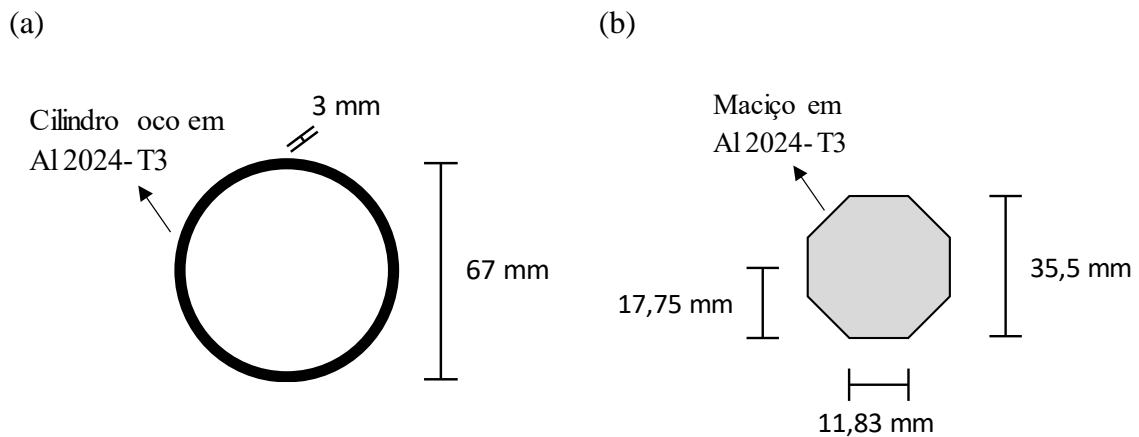 (a)
(b)
3 mm
Cilindro oco em
Al 2024-T3
67 mm
Maciço em
Al 2024-T3
35,5 mm
17,75 mm
11,83 mm